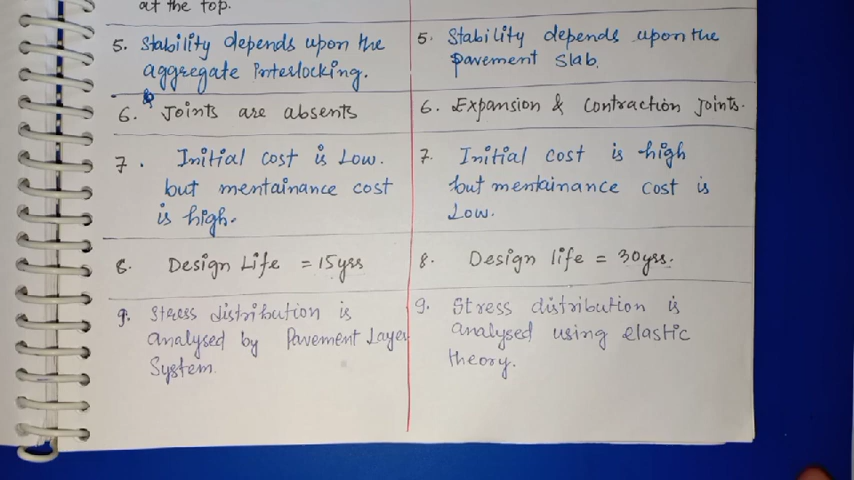 at the top.
5. Stability depends upon the
aggregate Interlocking.
6. Joints are absents
7. Initial cost is Low.
but mentainance cost
is high.
8. Design Life = 15yrs
9. Stress distribution is
analysed by Pavement Layer
System.
5. Stability depends upon the
pavement slab.
6. Expansion & Contraction Joints.
7. Initial cost is high
but mentainance cost is
Low.
8. Design life = 30yrs.
9. Stress distribution is
analysed using elastic
theory.